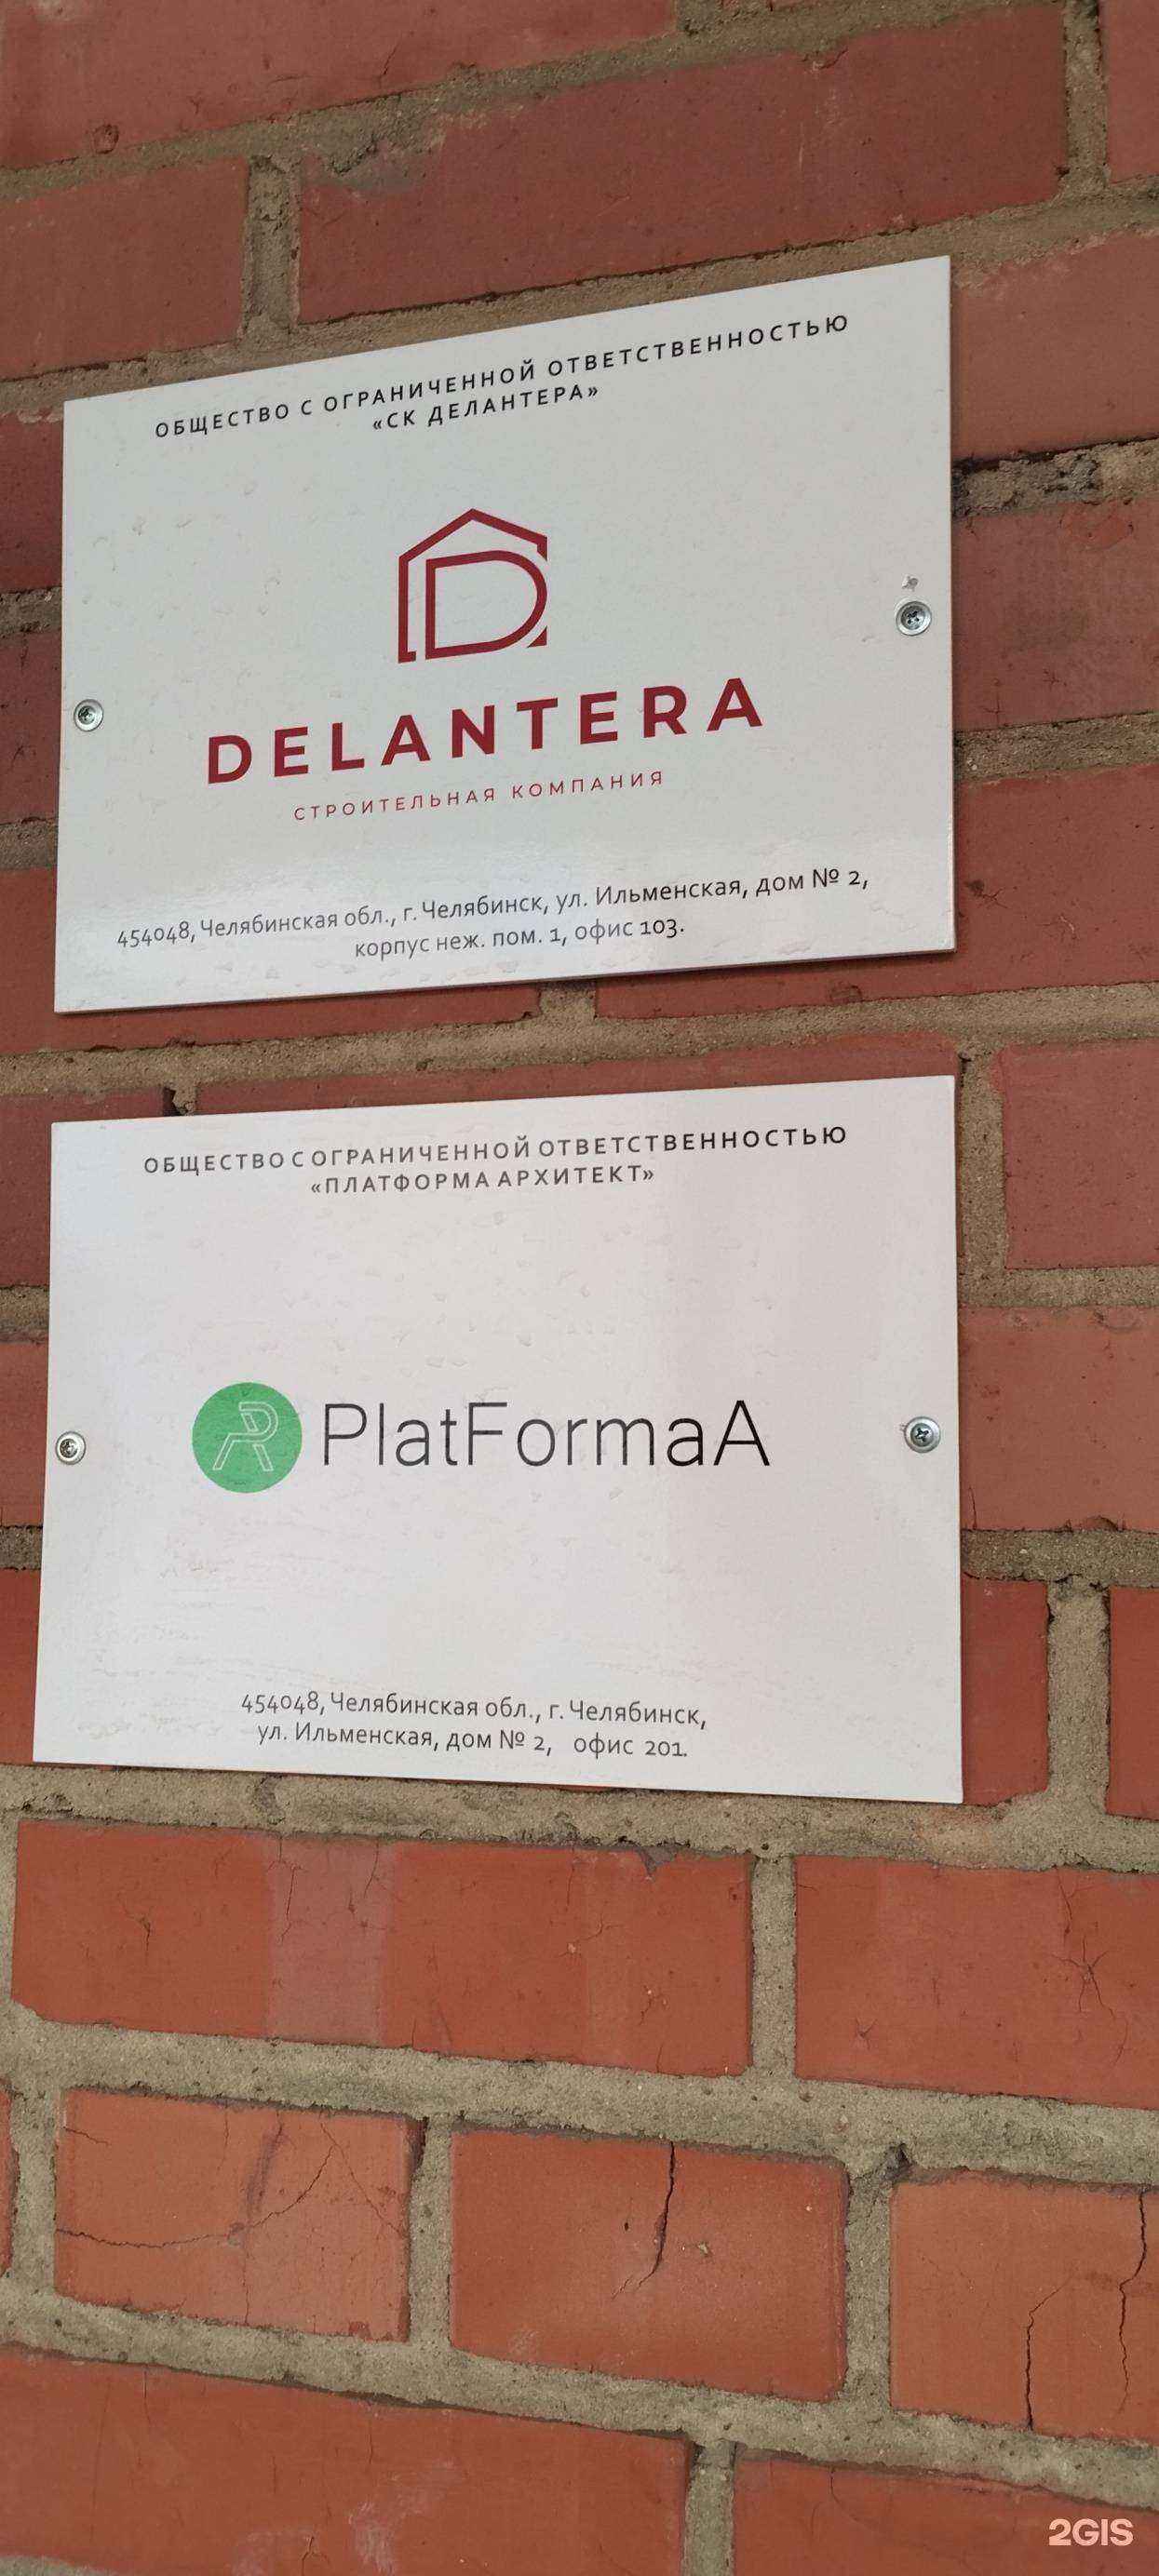 ОБЩЕСТВО С ОГРАНИЧЕННОЙ ОТВЕТСТВЕННОСТЬЮ
«СК ДЕЛАНТЕРА»
DELANTERA
СТРОИТЕЛЬНАЯ КОМПАНИЯ
454048, Челябинская обл., г. Челябинск, ул. Ильменская, дом № 2,
корпус неж. пом. 1, офис 103.
ОБЩЕСТВО С ОГРАНИЧЕННОЙ ОТВЕТСТВЕННОСТЬЮ
«ПЛАТФОРМА АРХИТЕКТ»
PlatFormaA
454048, Челябинская обл., г. Челябинск,
ул. Ильменская, дом № 2, офис 201.
2GIS